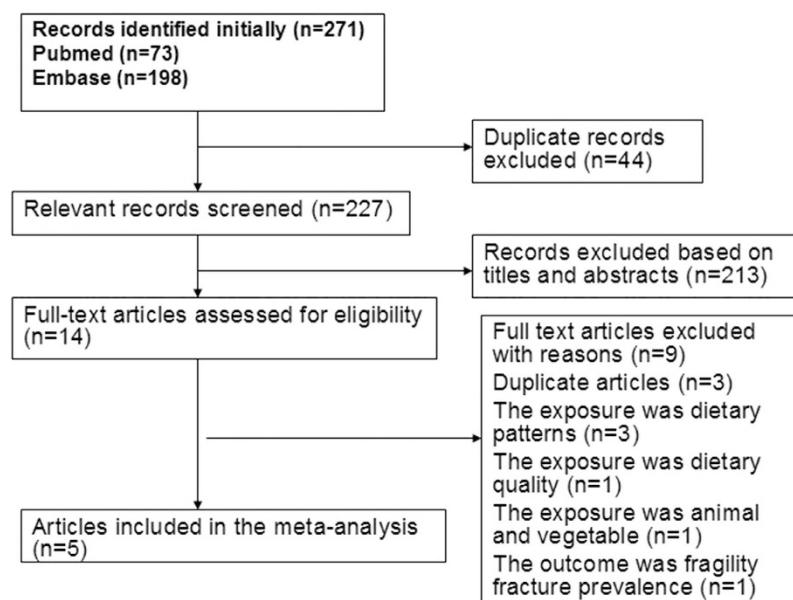 Records identified initially (n=271)
Pubmed (n=73)
Embase (n=198)
Duplicate records
excluded (n=44)
Relevant records screened (n=227)
Records excluded based on
titles and abstracts (n=213)
Full-text articles assessed for eligibility
(n=14)
Full text articles excluded
with reasons (n=9)
Duplicate articles (n=3)
The exposure was dietary
patterns (n=3)
The exposure was dietary
quality (n=1)
The exposure was animal
and vegetable (n=1)
The outcome was fragility
fracture prevalence (n=1)
Articles included in the meta-analysis
(n=5)